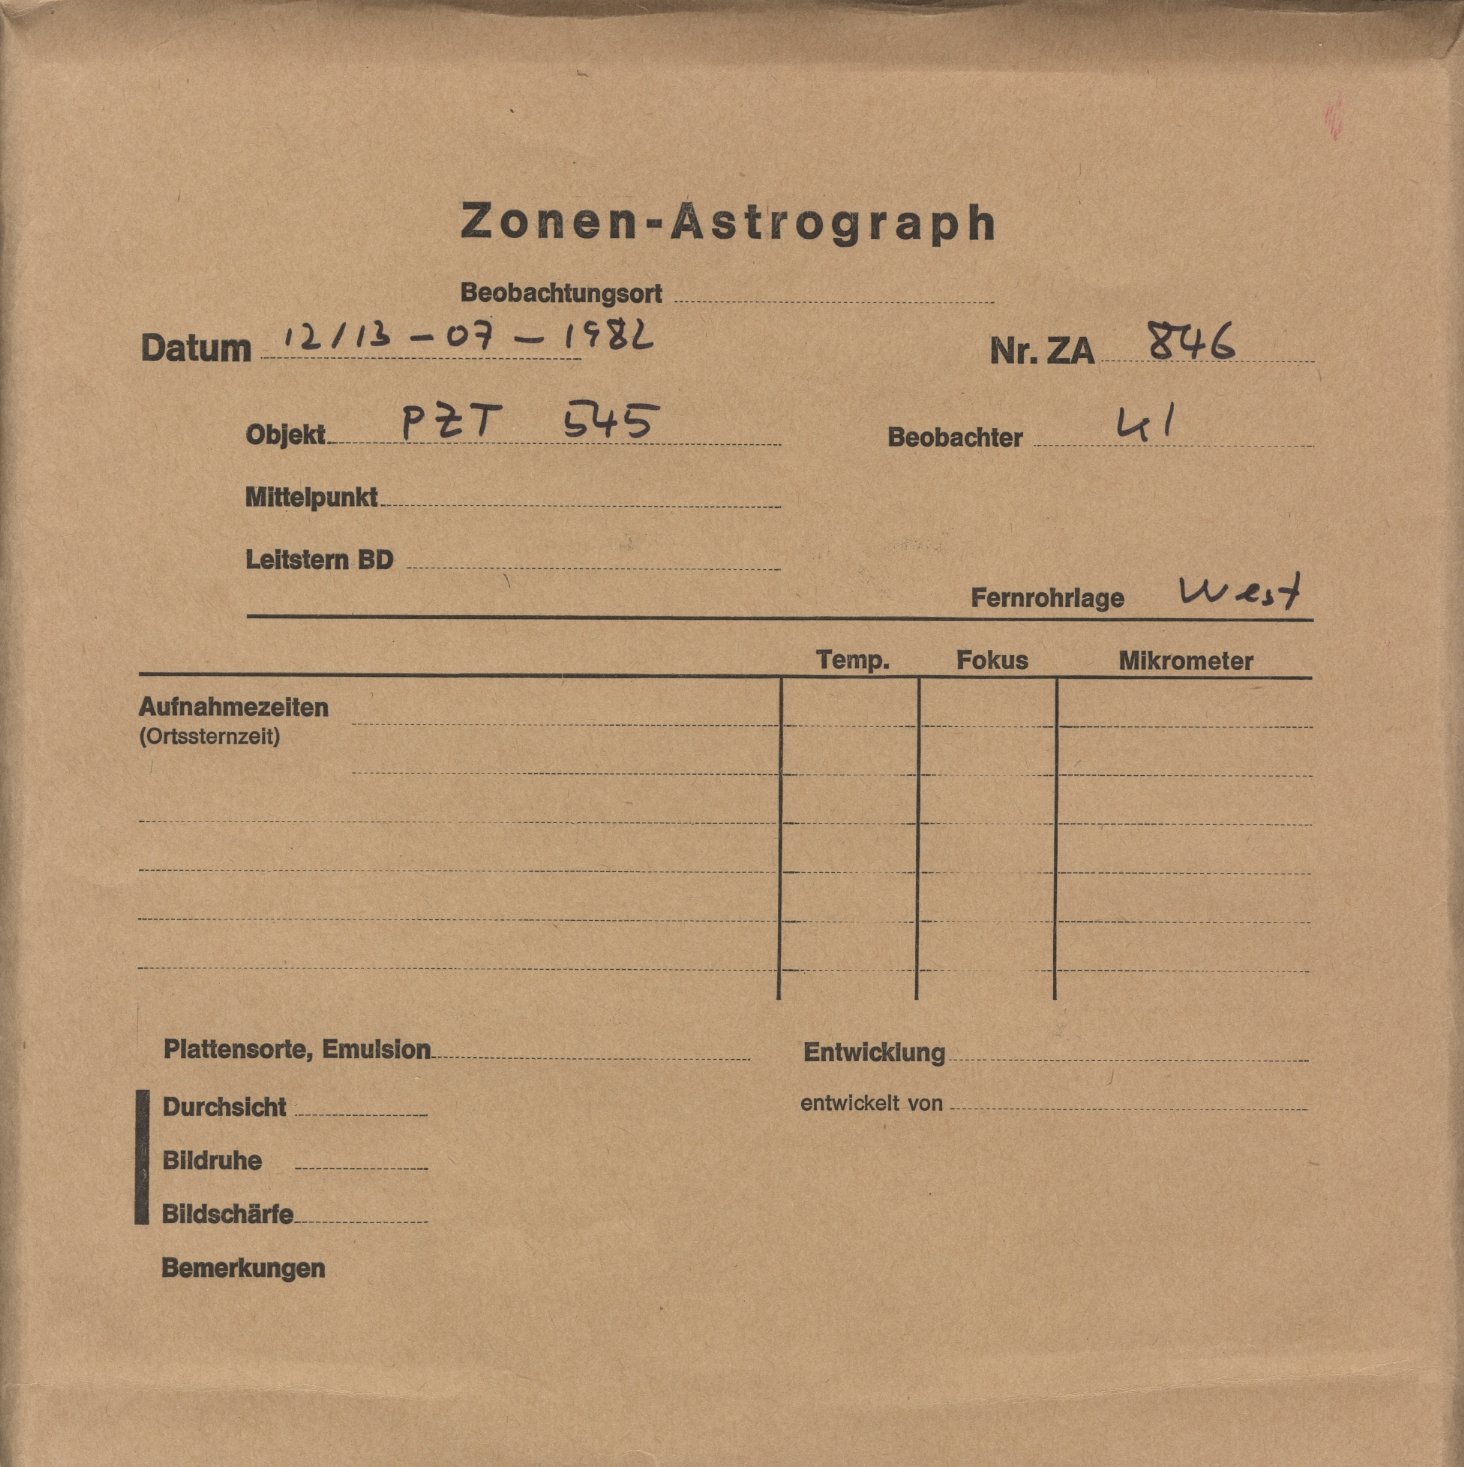 Zonen-Astrograph
Beobachtungsort
Datum 12/13 - 07 - 1982
Nr. ZA 846
Objekt PZT 545
Beobachter kl
Mittelpunkt
Leitstern BD
Fernrohrlage West
Temp. Fokus Mikrometer
Aufnahmezeiten
(Ortssternzeit)
Plattensorte, Emulsion
Entwicklung
Durchsicht
entwickelt von
Bildruhe
Bildschärfe
Bemerkungen